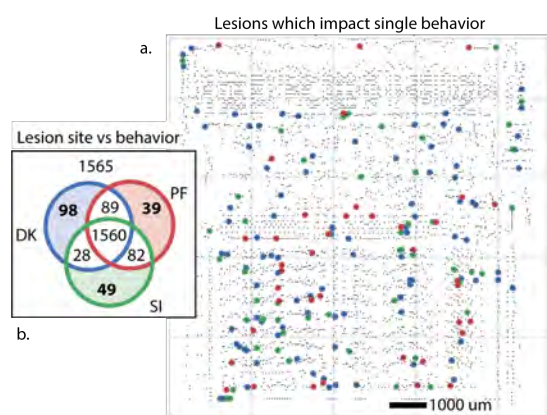 Lesions which impact single behavior
a.
Lesion site vs behavior
1565
PF
98
89
39
DK
1560
28
82
49
SI
b.
1000 um